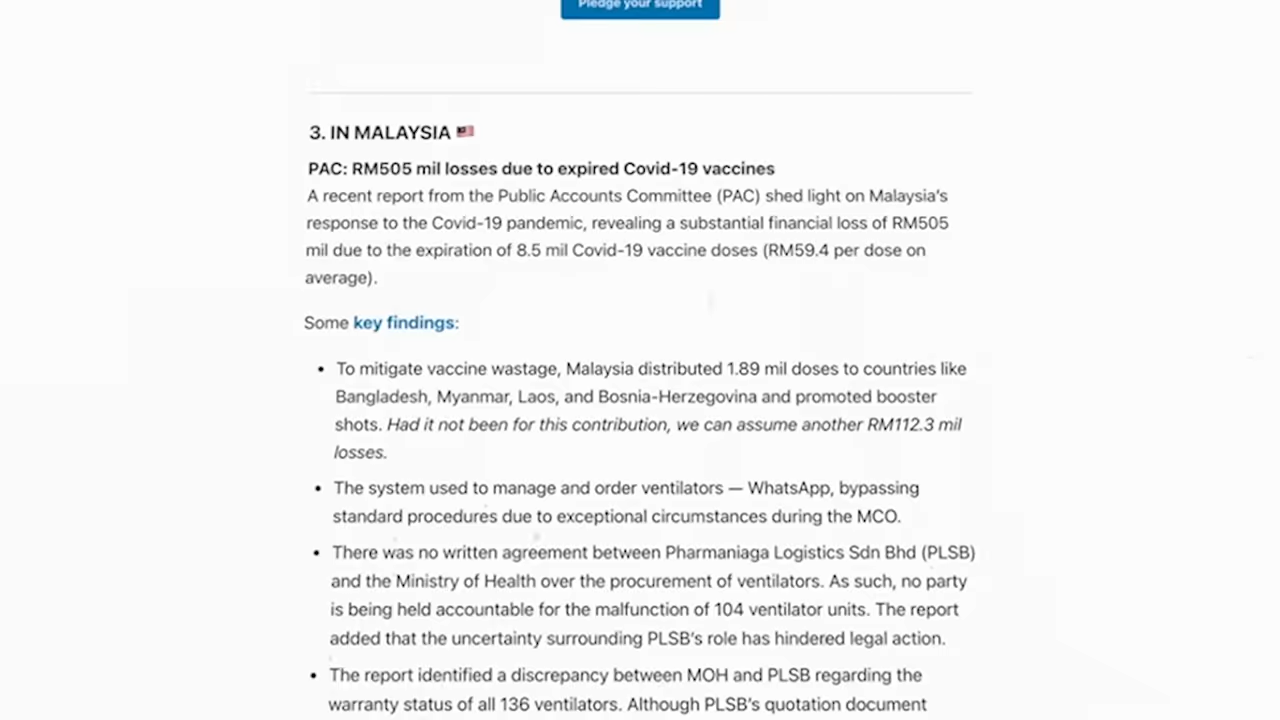 Pledge your support
3. IN MALAYSIA 🇲🇾
PAC: RM505 mil losses due to expired Covid-19 vaccines
A recent report from the Public Accounts Committee (PAC) shed light on Malaysia's
response to the Covid-19 pandemic, revealing a substantial financial loss of RM505
mil due to the expiration of 8.5 mil Covid-19 vaccine doses (RM59.4 per dose on
average).
Some key findings:
• To mitigate vaccine wastage, Malaysia distributed 1.89 mil doses to countries like
Bangladesh, Myanmar, Laos, and Bosnia-Herzegovina and promoted booster
shots. Had it not been for this contribution, we can assume another RM112.3 mil
losses.
• The system used to manage and order ventilators — WhatsApp, bypassing
standard procedures due to exceptional circumstances during the MCO.
• There was no written agreement between Pharmaniaga Logistics Sdn Bhd (PLSB)
and the Ministry of Health over the procurement of ventilators. As such, no party
is being held accountable for the malfunction of 104 ventilator units. The report
added that the uncertainty surrounding PLSB's role has hindered legal action.
• The report identified a discrepancy between MOH and PLSB regarding the
warranty status of all 136 ventilators. Although PLSB's quotation document